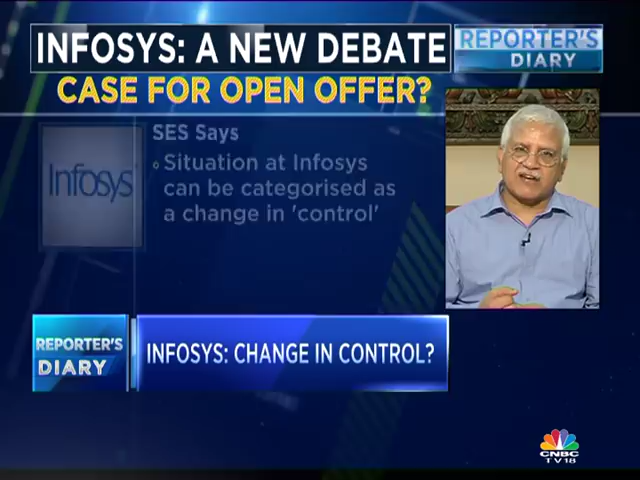 INFOSYS: A NEW DEBATE
REPORTER'S
DIARY
CASE FOR OPEN OFFER?
SES Says
Infosys
Situation at Infosys
can be categorised as
a change in 'control'
REPORTER'S
DIARY
INFOSYS: CHANGE IN CONTROL?
CNBC
TV18